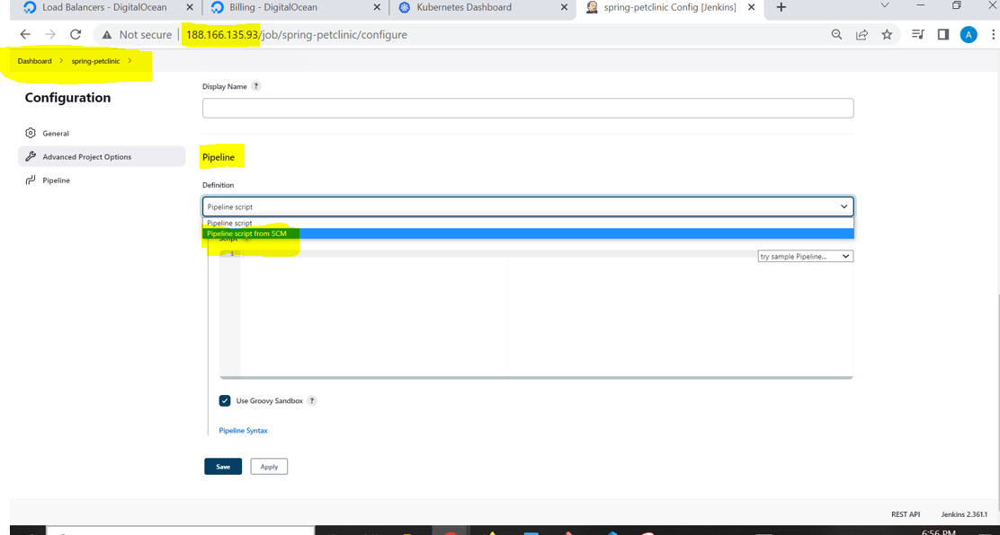 Load Balancers - DigitalOcean
Billing - DigitalOcean
Kubernetes Dashboard
spring-petclinic Config [Jenkins]
Not secure | 188.166.135.93/job/spring-petclinic/configure
A
Dashboard > spring-petclinic >
Configuration
General
Advanced Project Options
Pipeline
Display Name ?
Pipeline
Definition
Pipeline script
Pipeline script
Pipeline script from SCM
Script ?
1
try sample Pipeline...
Use Groovy Sandbox ?
Pipeline Syntax
Save
Apply
REST API
Jenkins 2.361.1
6:56 PM